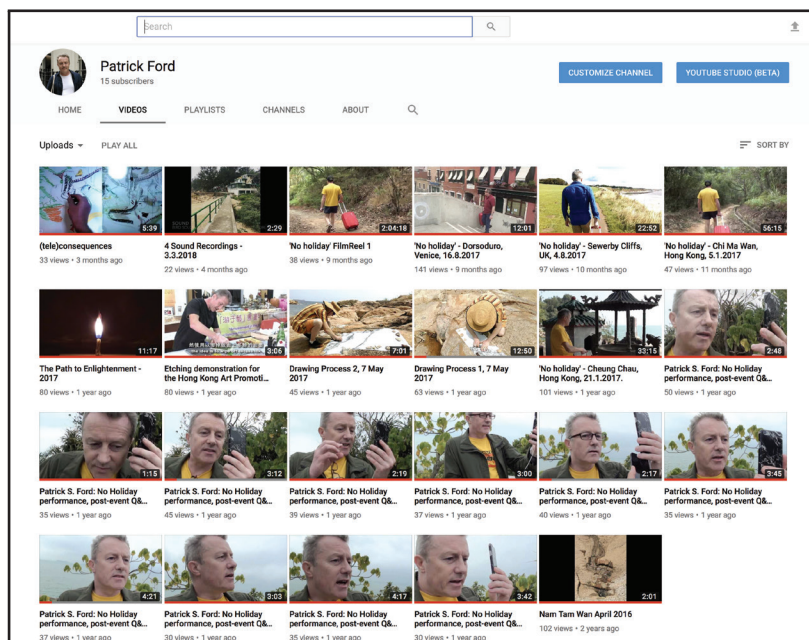 Search
Patrick Ford
15 subscribers
CUSTOMIZE CHANNEL
YOUTUBE STUDIO (BETA)
HOME VIDEOS PLAYLISTS CHANNELS ABOUT
Uploads PLAY ALL SORT BY
5:39 2:29 2:04:18 12:01 22:52 56:15
(tele)consequences
33 views • 3 months ago
4 Sound Recordings -
3.3.2018
22 views • 4 months ago
'No holiday' FilmReel 1
38 views • 9 months ago
'No holiday' - Dorsoduro,
Venice, 16.8.2017
141 views • 9 months ago
'No holiday' - Sewerby Cliffs,
UK, 4.8.2017
97 views • 10 months ago
'No holiday' - Chi Ma Wan,
Hong Kong, 5.1.2017
47 views • 11 months ago
11:17 3:06 7:01 12:50 33:15 2:48
The Path to Enlightenment -
2017
80 views • 1 year ago
Etching demonstration for
the Hong Kong Art Promoti...
80 views • 1 year ago
Drawing Process 2, 7 May
2017
45 views • 1 year ago
Drawing Process 1, 7 May
2017
63 views • 1 year ago
'No holiday' - Cheung Chau,
Hong Kong, 21.1.2017.
101 views • 1 year ago
Patrick S. Ford: No Holiday
performance, post-event Q&...
50 views • 1 year ago
1:15 3:12 2:19 3:00 2:17 3:45
Patrick S. Ford: No Holiday
performance, post-event Q&...
35 views • 1 year ago
Patrick S. Ford: No Holiday
performance, post-event Q&...
45 views • 1 year ago
Patrick S. Ford: No Holiday
performance, post-event Q&...
39 views • 1 year ago
Patrick S. Ford: No Holiday
performance, post-event Q&...
37 views • 1 year ago
Patrick S. Ford: No Holiday
performance, post-event Q&...
40 views • 1 year ago
Patrick S. Ford: No Holiday
performance, post-event Q&...
35 views • 1 year ago
4:21 3:03 4:17 3:42 2:01
Patrick S. Ford: No Holiday
performance, post-event Q&...
37 views • 1 year ago
Patrick S. Ford: No Holiday
performance, post-event Q&...
30 views • 1 year ago
Patrick S. Ford: No Holiday
performance, post-event Q&...
35 views • 1 year ago
Patrick S. Ford: No Holiday
performance, post-event Q&...
30 views • 1 year ago
Nam Tam Wan April 2016
102 views • 2 years ago